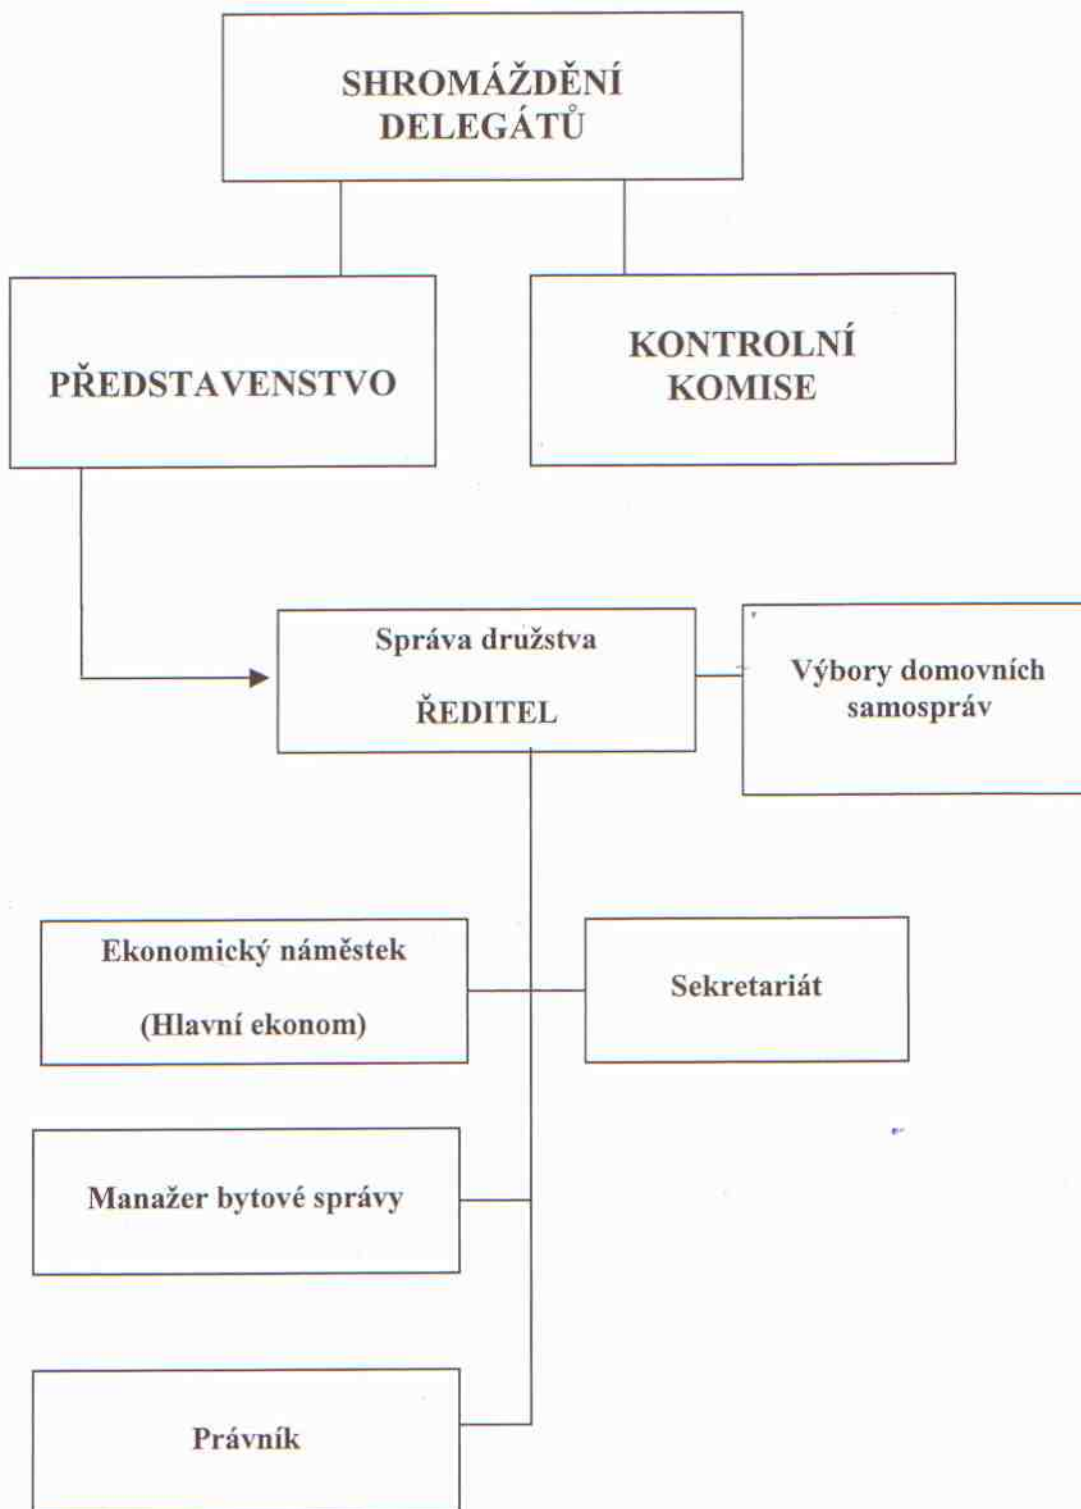 SHROMÁŽDĚNÍ
DELEGÁTŮ
PŘEDSTAVENSTVO
KONTROLNÍ
KOMISE
Správa družstva
ŘEDITEL
Výbory domovních
samospráv
Ekonomický náměstek
(Hlavní ekonom)
Sekretariát
Manažer bytové správy
Právník